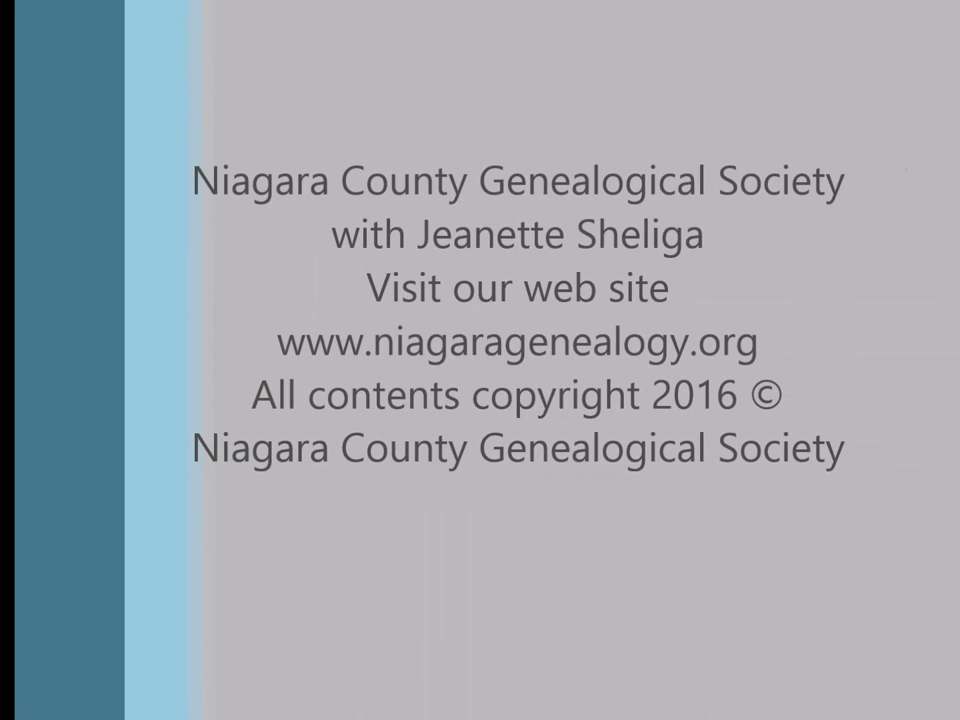 Niagara County Genealogical Society
with Jeanette Sheliga
Visit our web site
www.niagaragenealogy.org
All contents copyright 2016 ©
Niagara County Genealogical Society